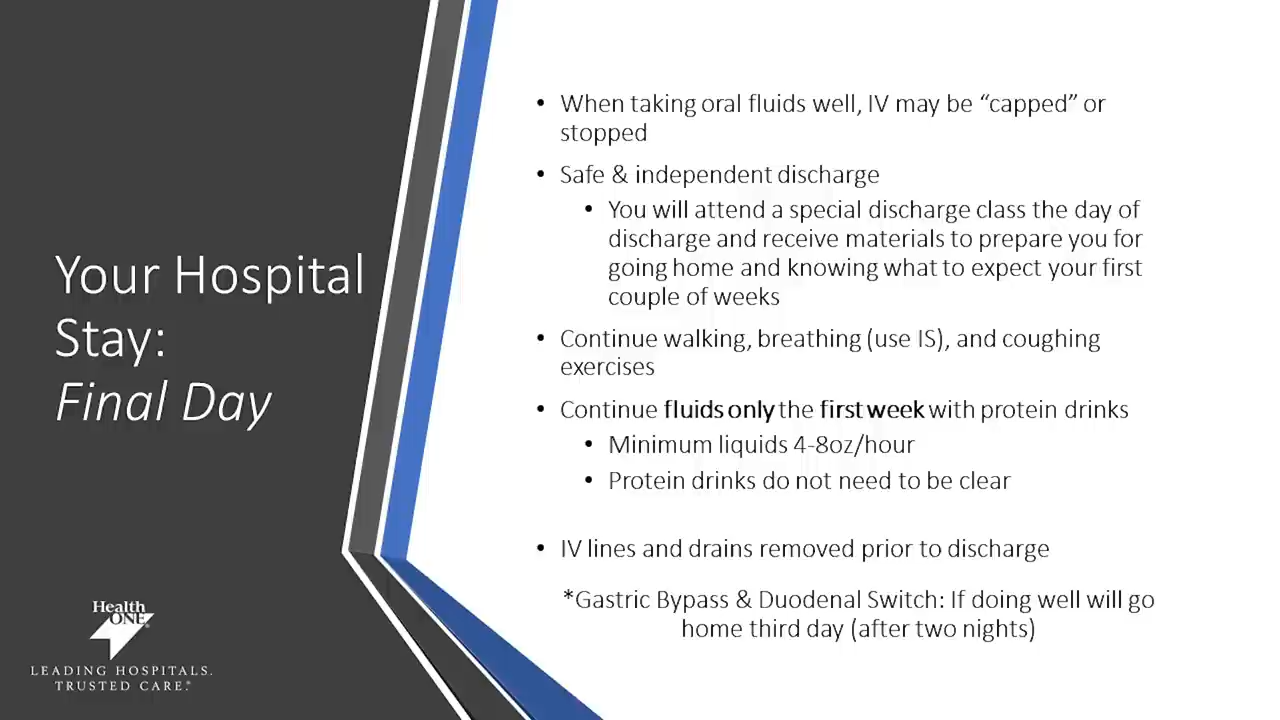 Your Hospital
Stay:
Final Day
• When taking oral fluids well, IV may be “capped” or
stopped
• Safe & independent discharge
• You will attend a special discharge class the day of
discharge and receive materials to prepare you for
going home and knowing what to expect your first
couple of weeks
• Continue walking, breathing (use IS), and coughing
exercises
• Continue fluids only the first week with protein drinks
• Minimum liquids 4-8oz/hour
• Protein drinks do not need to be clear
• IV lines and drains removed prior to discharge
*Gastric Bypass & Duodenal Switch: If doing well will go
home third day (after two nights)
Health
ONE®
LEADING HOSPITALS.
TRUSTED CARE.®